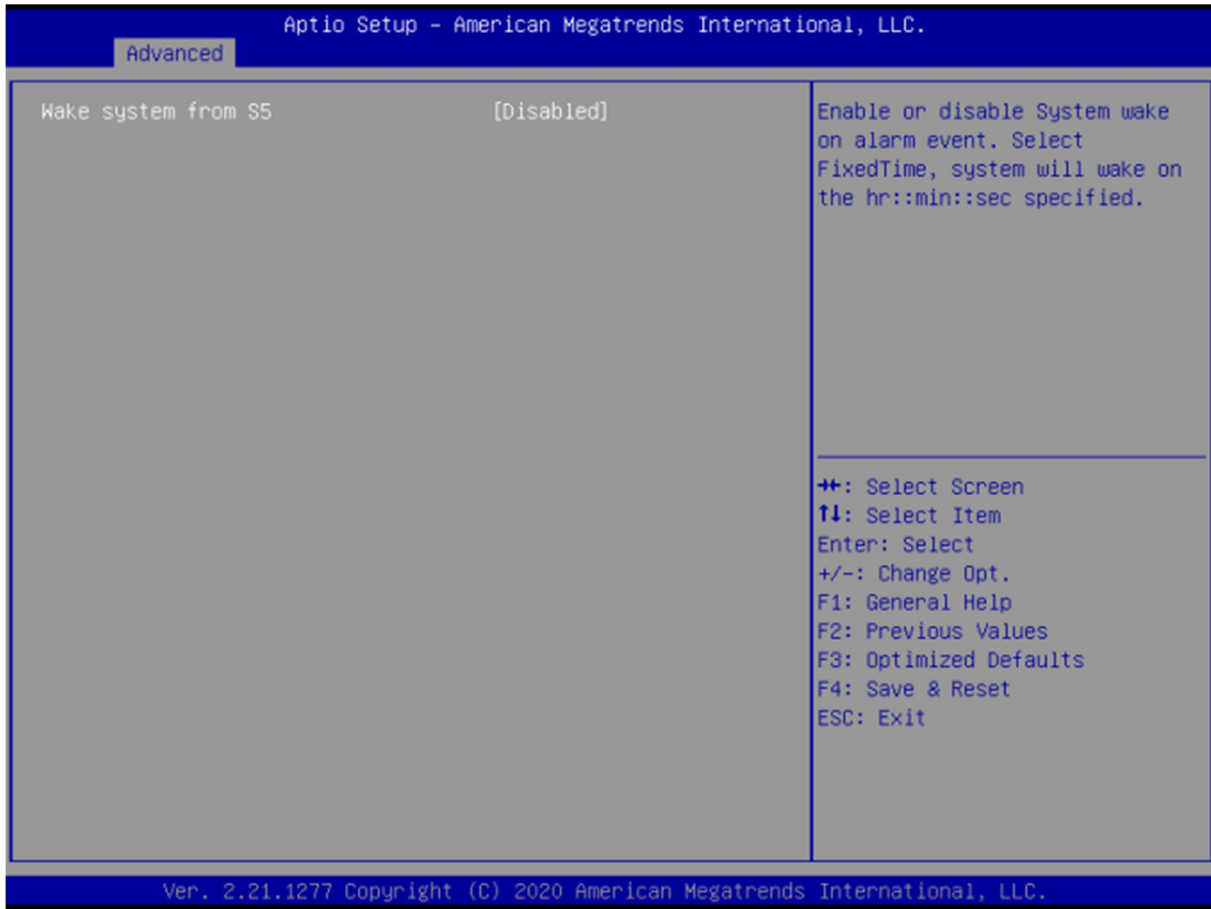 Aptio Setup – American Megatrends International, LLC.
Advanced
Wake system from S5 [Disabled]
Enable or disable System wake
on alarm event. Select
FixedTime, system will wake on
the hr::min::sec specified.
→←: Select Screen
↑↓: Select Item
Enter: Select
+/-: Change Opt.
F1: General Help
F2: Previous Values
F3: Optimized Defaults
F4: Save & Reset
ESC: Exit
Ver. 2.21.1277 Copyright (C) 2020 American Megatrends International, LLC.